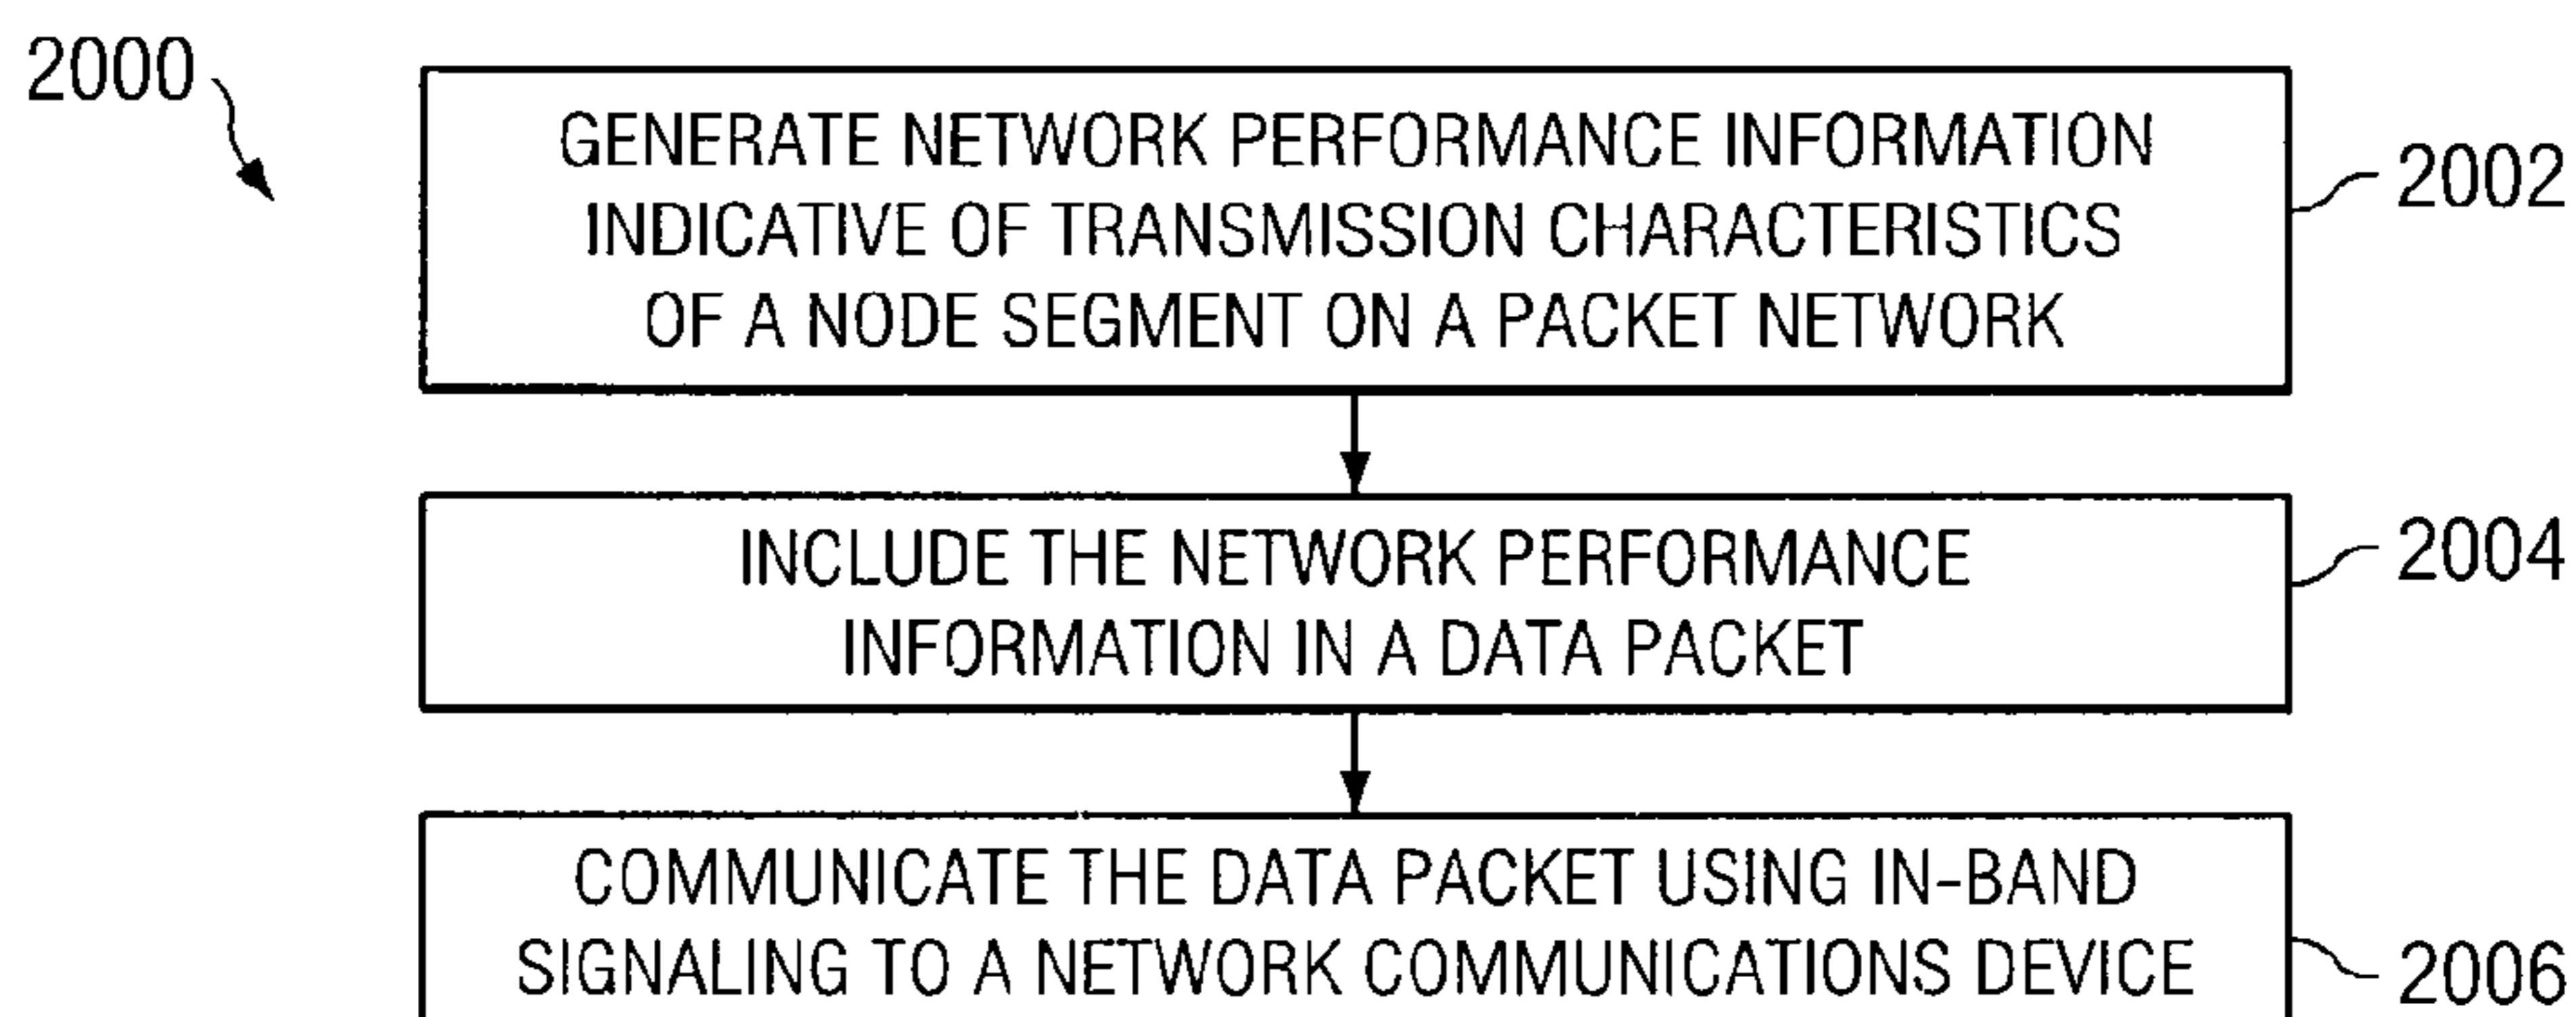 2000
GENERATE NETWORK PERFORMANCE INFORMATION
INDICATIVE OF TRANSMISSION CHARACTERISTICS
OF A NODE SEGMENT ON A PACKET NETWORK
2002
INCLUDE THE NETWORK PERFORMANCE
INFORMATION IN A DATA PACKET
2004
COMMUNICATE THE DATA PACKET USING IN-BAND
SIGNALING TO A NETWORK COMMUNICATIONS DEVICE
2006